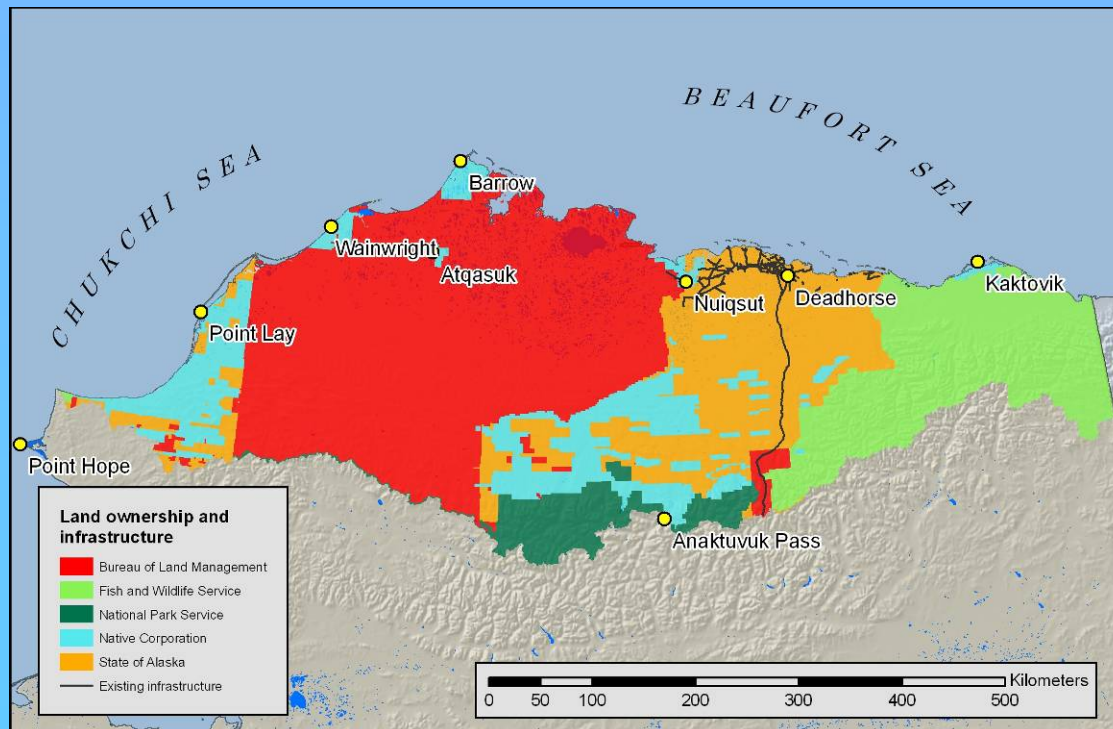 BEAUFORT SEA
CHUKCHI SEA
Barrow
Wainwright
Atqasuk
Kaktovik
Nuiqsut
Deadhorse
Point Lay
Point Hope
Anaktuvuk Pass
Land ownership and
infrastructure
Bureau of Land Management
Fish and Wildlife Service
National Park Service
Native Corporation
State of Alaska
Existing infrastructure
Kilometers
0 50 100 200 300 400 500